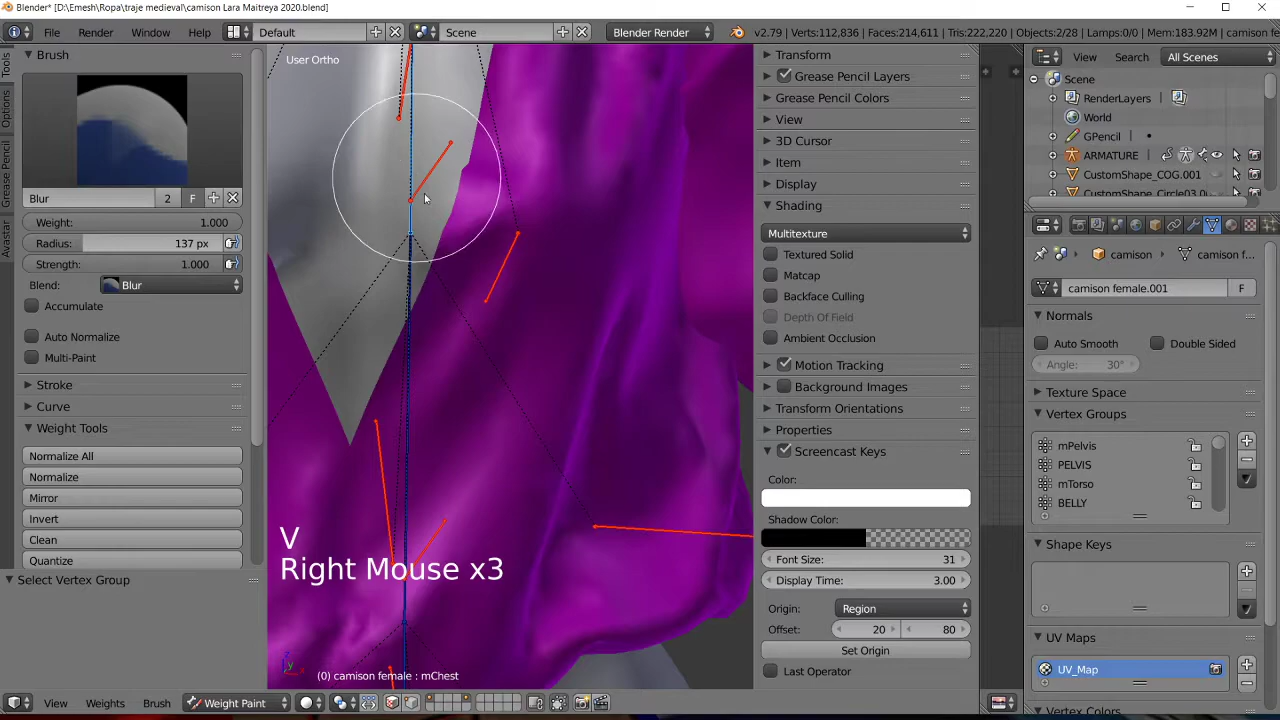 Blender* [D:\Emesh\Ropa\traje medieval\camison Lara Maitreya 2020.blend]
File Render Window Help Default Scene Blender Render v2.79 | Verts:112,836 | Faces:214,611 | Tris:222,220 | Objects:2/28 | Lamps:0/0 | Mem:183.92M | camison fe
Tools
Options
Grease Pencil
Avastar
Brush
Blur 2 F
Weight: 1.000
Radius: 137 px
Strength: 1.000
Blend: Blur
Accumulate
Auto Normalize
Multi-Paint
Stroke
Curve
Weight Tools
Normalize All
Normalize
Mirror
Invert
Clean
Quantize
Select Vertex Group
User Ortho
V
Right Mouse x3
(0) camison female : mChest
View Weights Brush Weight Paint
Transform
Grease Pencil Layers
Grease Pencil Colors
View
3D Cursor
Item
Display
Shading
Multitexture
Textured Solid
Matcap
Backface Culling
Depth Of Field
Ambient Occlusion
Motion Tracking
Background Images
Transform Orientations
Properties
Screencast Keys
Color:
Shadow Color:
Font Size: 31
Display Time: 3.00
Origin: Region
Offset: 20 80
Set Origin
Last Operator
View Search All Scenes
Scene
RenderLayers
World
GPencil
ARMATURE
CustomShape_COG.001
CustomShape_Circle03.0
camison camison f...
camison female.001 F
Normals
Auto Smooth Double Sided
Angle: 30°
Texture Space
Vertex Groups
mPelvis
PELVIS
mTorso
BELLY
Shape Keys
UV Maps
UV_Map
Vertex Colors